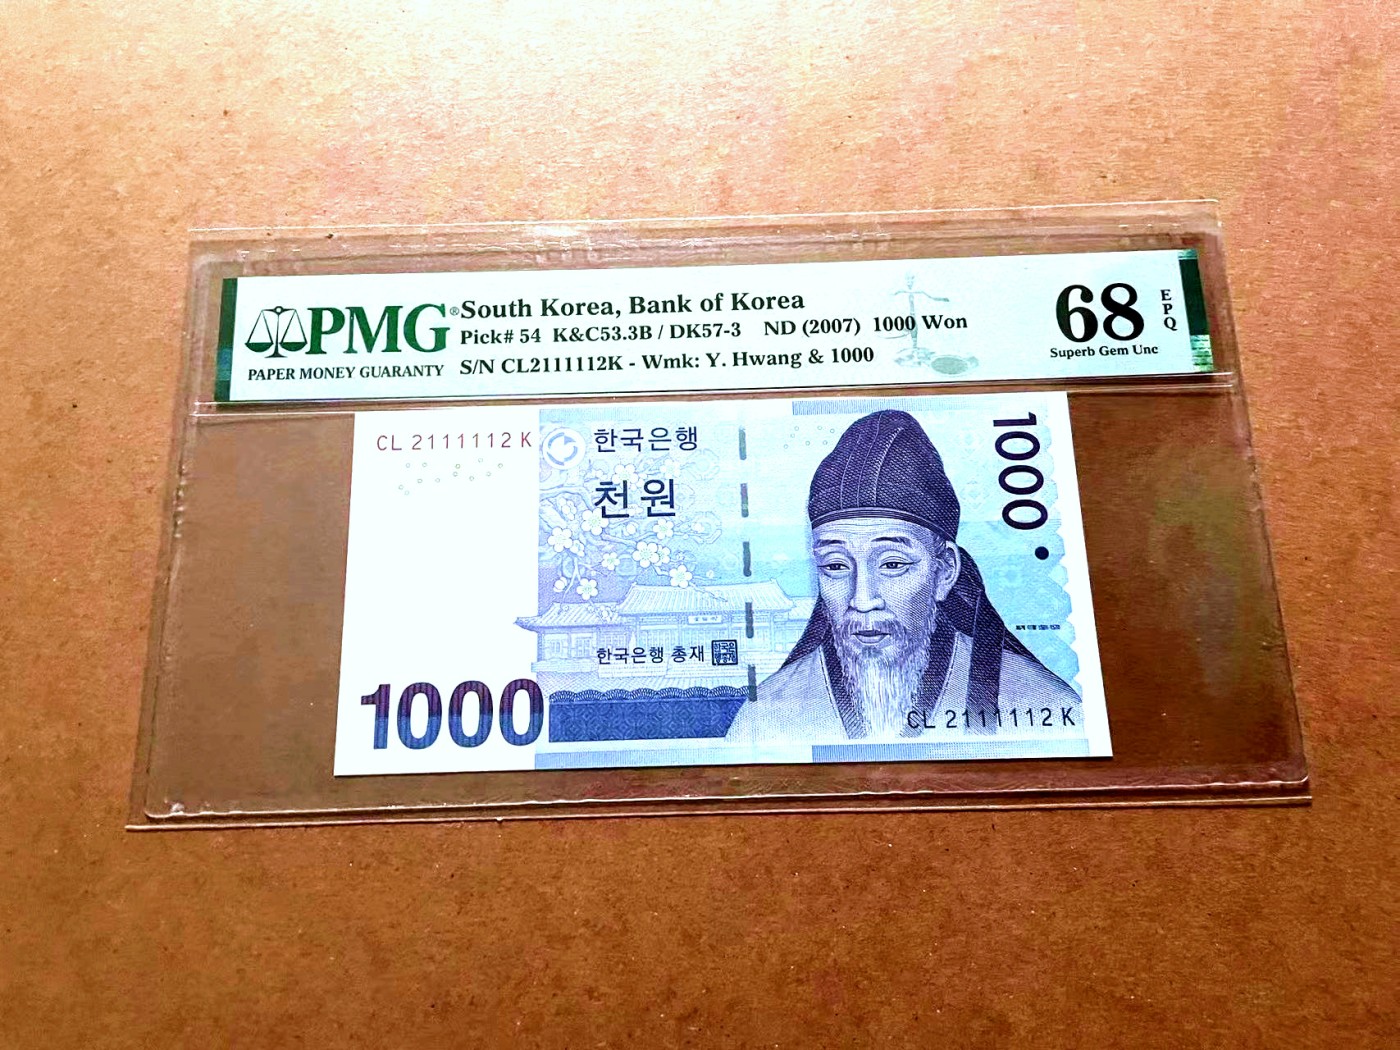 PMG®
PAPER MONEY GUARANTY
South Korea, Bank of Korea
Pick# 54 K&C53.3B / DK57-3 ND (2007) 1000 Won
S/N CL2111112K - Wmk: Y. Hwang & 1000
68
EPQ
Superb Gem Unc
CL 2111112 K
한국은행
천원
1000
한국은행 총재
1000
CL 2111112 K